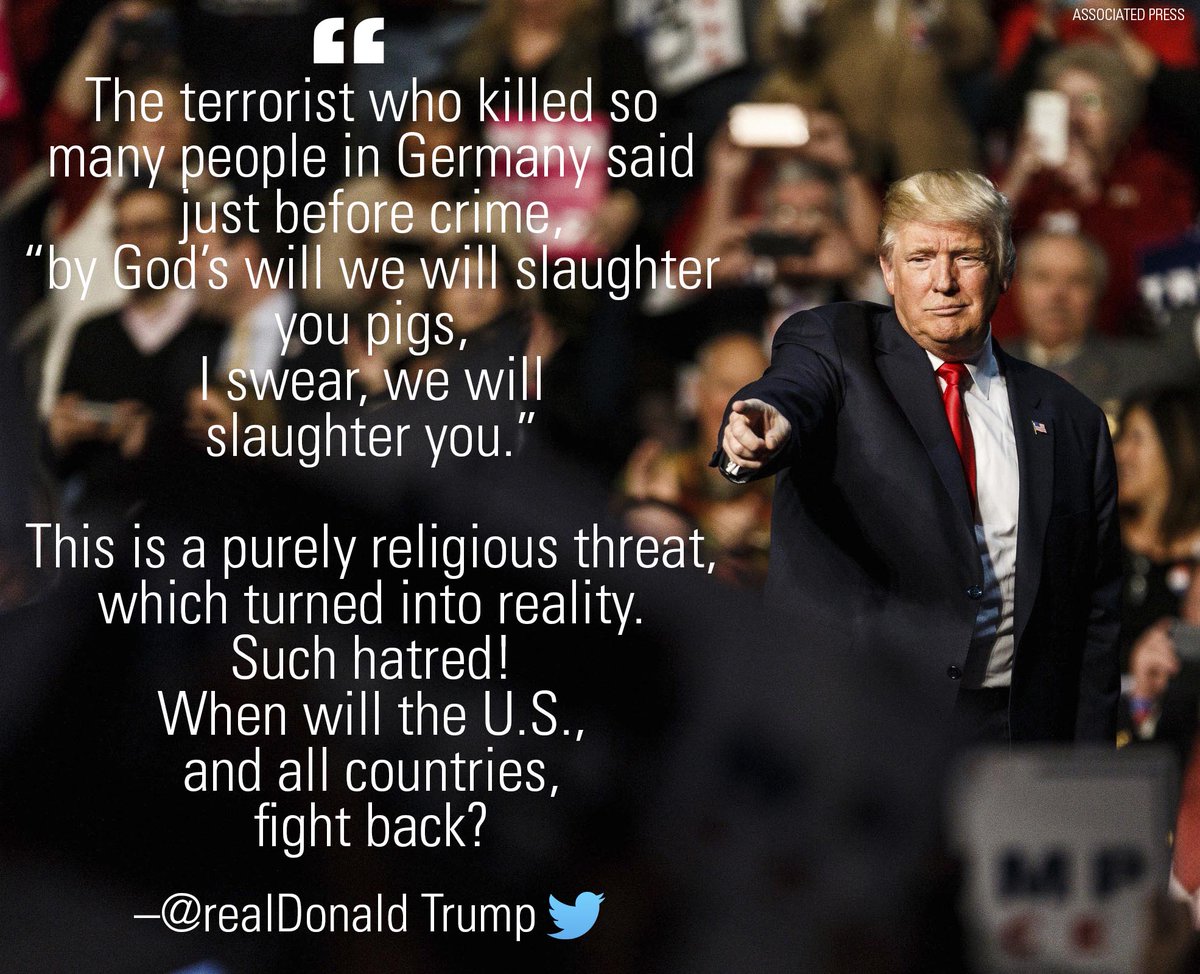 ASSOCIATED PRESS
“
The terrorist who killed so
many people in Germany said
just before crime,
“by God’s will we will slaughter
you pigs,
I swear, we will
slaughter you.”
This is a purely religious threat,
which turned into reality.
Such hatred!
When will the U.S.,
and all countries,
fight back?
–@realDonald Trump
MP